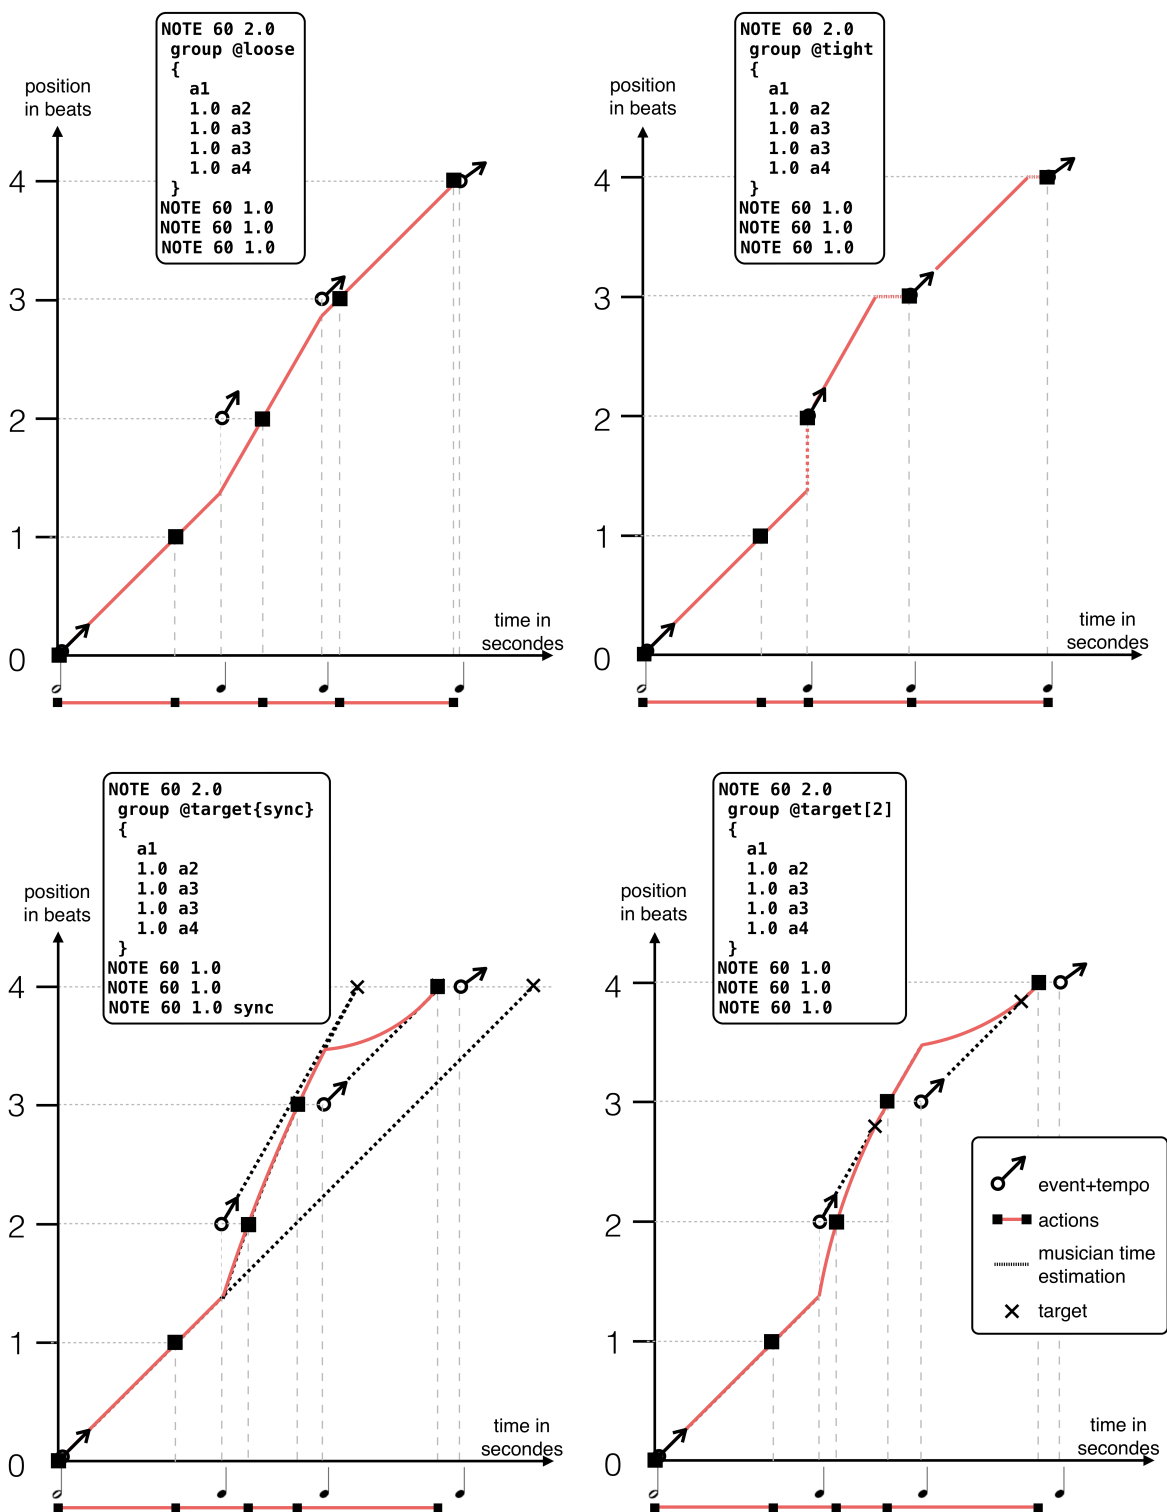 NOTE 60 2.0
group @loose
{
a1
1.0 a2
1.0 a3
1.0 a3
1.0 a4
}
NOTE 60 1.0
NOTE 60 1.0
NOTE 60 1.0
position
in beats
4
3
2
1
0
time in
secondes
NOTE 60 2.0
group @tight
{
a1
1.0 a2
1.0 a3
1.0 a3
1.0 a4
}
NOTE 60 1.0
NOTE 60 1.0
NOTE 60 1.0
position
in beats
4
3
2
1
0
time in
secondes
NOTE 60 2.0
group @target{sync}
{
a1
1.0 a2
1.0 a3
1.0 a3
1.0 a4
}
NOTE 60 1.0
NOTE 60 1.0
NOTE 60 1.0 sync
position
in beats
4
3
2
1
0
time in
secondes
NOTE 60 2.0
group @target[2]
{
a1
1.0 a2
1.0 a3
1.0 a3
1.0 a4
}
NOTE 60 1.0
NOTE 60 1.0
NOTE 60 1.0
position
in beats
4
3
2
1
0
event+tempo
actions
musician time
estimation
target
time in
secondes